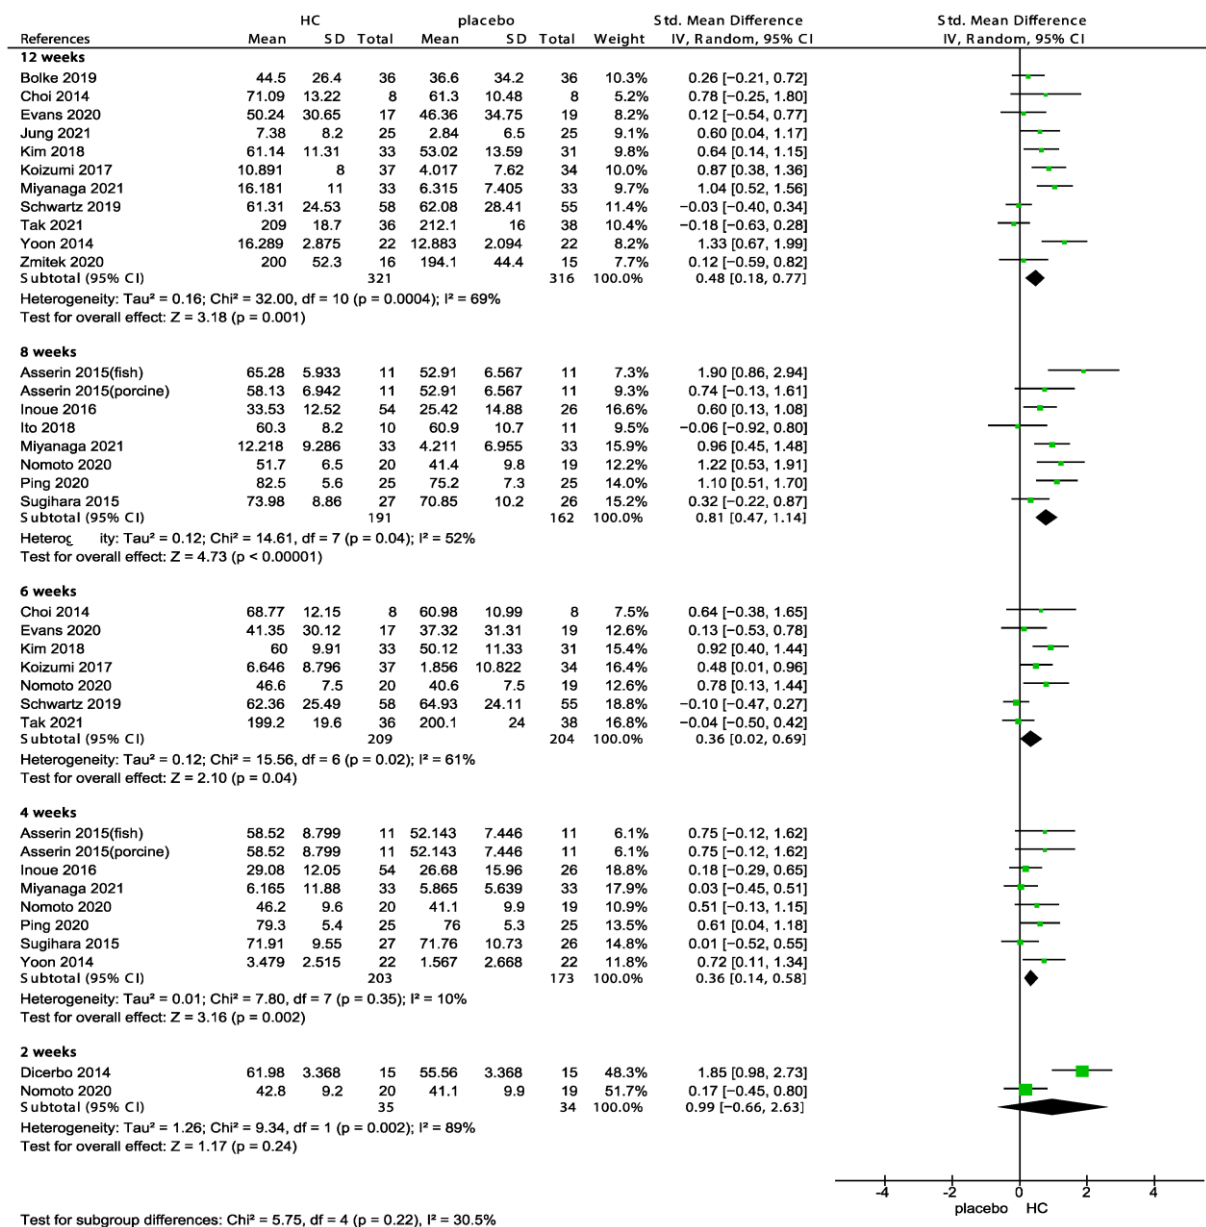 HC placebo Std. Mean Difference Std. Mean Difference
References Mean SD Total Mean SD Total Weight IV, Random, 95% CI IV, Random, 95% CI
12 weeks
Bolke 2019 44.5 26.4 36 36.6 34.2 36 10.3% 0.26 [−0.21, 0.72]
Choi 2014 71.09 13.22 8 61.3 10.48 8 5.2% 0.78 [−0.25, 1.80]
Evans 2020 50.24 30.65 17 46.36 34.75 19 8.2% 0.12 [−0.54, 0.77]
Jung 2021 7.38 8.2 25 2.84 6.5 25 9.1% 0.60 [0.04, 1.17]
Kim 2018 61.14 11.31 33 53.02 13.59 31 9.8% 0.64 [0.14, 1.15]
Koizumi 2017 10.891 8 37 4.017 7.62 34 10.0% 0.87 [0.38, 1.36]
Miyanaga 2021 16.181 11 33 6.315 7.405 33 9.7% 1.04 [0.52, 1.56]
Schwartz 2019 61.31 24.53 58 62.08 28.41 55 11.4% −0.03 [−0.40, 0.34]
Tak 2021 209 18.7 36 212.1 16 38 10.4% −0.18 [−0.63, 0.28]
Yoon 2014 16.289 2.875 22 12.883 2.094 22 8.2% 1.33 [0.67, 1.99]
Zmitek 2020 200 52.3 16 194.1 44.4 15 7.7% 0.12 [−0.59, 0.82]
Subtotal (95% CI) 321 316 100.0% 0.48 [0.18, 0.77]
Heterogeneity: Tau² = 0.16; Chi² = 32.00, df = 10 (p = 0.0004); I² = 69%
Test for overall effect: Z = 3.18 (p = 0.001)
8 weeks
Asserin 2015(fish) 65.28 5.933 11 52.91 6.567 11 7.3% 1.90 [0.86, 2.94]
Asserin 2015(porcine) 58.13 6.942 11 52.91 6.567 11 9.3% 0.74 [−0.13, 1.61]
Inoue 2016 33.53 12.52 54 25.42 14.88 26 16.6% 0.60 [0.13, 1.08]
Ito 2018 60.3 8.2 10 60.9 10.7 11 9.5% −0.06 [−0.92, 0.80]
Miyanaga 2021 12.218 9.286 33 4.211 6.955 33 15.9% 0.96 [0.45, 1.48]
Nomoto 2020 51.7 6.5 20 41.4 9.8 19 12.2% 1.22 [0.53, 1.91]
Ping 2020 82.5 5.6 25 75.2 7.3 25 14.0% 1.10 [0.51, 1.70]
Sugihara 2015 73.98 8.86 27 70.85 10.2 26 15.2% 0.32 [−0.22, 0.87]
Subtotal (95% CI) 191 162 100.0% 0.81 [0.47, 1.14]
ity: Tau² = 0.12; Chi² = 14.61, df = 7 (p = 0.04); I² = 52%
Test for overall effect: Z = 4.73 (p < 0.00001)
6 weeks
Choi 2014 68.77 12.15 8 60.98 10.99 8 7.5% 0.64 [−0.38, 1.65]
Evans 2020 41.35 30.12 17 37.32 31.31 19 12.6% 0.13 [−0.53, 0.78]
Kim 2018 60 9.91 33 50.12 11.33 31 15.4% 0.92 [0.40, 1.44]
Koizumi 2017 6.646 8.796 37 1.856 10.822 34 16.4% 0.48 [0.01, 0.96]
Nomoto 2020 46.6 7.5 20 40.6 7.5 19 12.6% 0.78 [0.13, 1.44]
Schwartz 2019 62.36 25.49 58 64.93 24.11 55 18.8% −0.10 [−0.47, 0.27]
Tak 2021 199.2 19.6 36 200.1 24 38 16.8% −0.04 [−0.50, 0.42]
Subtotal (95% CI) 209 204 100.0% 0.36 [0.02, 0.69]
Heterogeneity: Tau² = 0.12; Chi² = 15.56, df = 6 (p = 0.02); I² = 61%
Test for overall effect: Z = 2.10 (p = 0.04)
4 weeks
Asserin 2015(fish) 58.52 8.799 11 52.143 7.446 11 6.1% 0.75 [−0.12, 1.62]
Asserin 2015(porcine) 58.52 8.799 11 52.143 7.446 11 6.1% 0.75 [−0.12, 1.62]
Inoue 2016 29.08 12.05 54 26.68 15.96 26 18.8% 0.18 [−0.29, 0.65]
Miyanaga 2021 6.165 11.88 33 5.865 5.639 33 17.9% 0.03 [−0.45, 0.51]
Nomoto 2020 46.2 9.6 20 41.1 9.9 19 10.9% 0.51 [−0.13, 1.15]
Ping 2020 79.3 5.4 25 76 5.3 25 13.5% 0.61 [0.04, 1.18]
Sugihara 2015 71.91 9.55 27 71.76 10.73 26 14.8% 0.01 [−0.52, 0.55]
Yoon 2014 3.479 2.515 22 1.567 2.668 22 11.8% 0.72 [0.11, 1.34]
Subtotal (95% CI) 203 173 100.0% 0.36 [0.14, 0.58]
Heterogeneity: Tau² = 0.01; Chi² = 7.80, df = 7 (p = 0.35); I² = 10%
Test for overall effect: Z = 3.16 (p = 0.002)
2 weeks
Dicerbo 2014 61.98 3.368 15 55.56 3.368 15 48.3% 1.85 [0.98, 2.73]
Nomoto 2020 42.8 9.2 20 41.1 9.9 19 51.7% 0.17 [−0.45, 0.80]
Subtotal (95% CI) 35 34 100.0% 0.99 [−0.66, 2.63]
Heterogeneity: Tau² = 1.26; Chi² = 9.34, df = 1 (p = 0.002); I² = 89%
Test for overall effect: Z = 1.17 (p = 0.24)
-4 -2 0 2 4
placebo HC
Test for subgroup differences: Chi² = 5.75, df = 4 (p = 0.22), I² = 30.5%